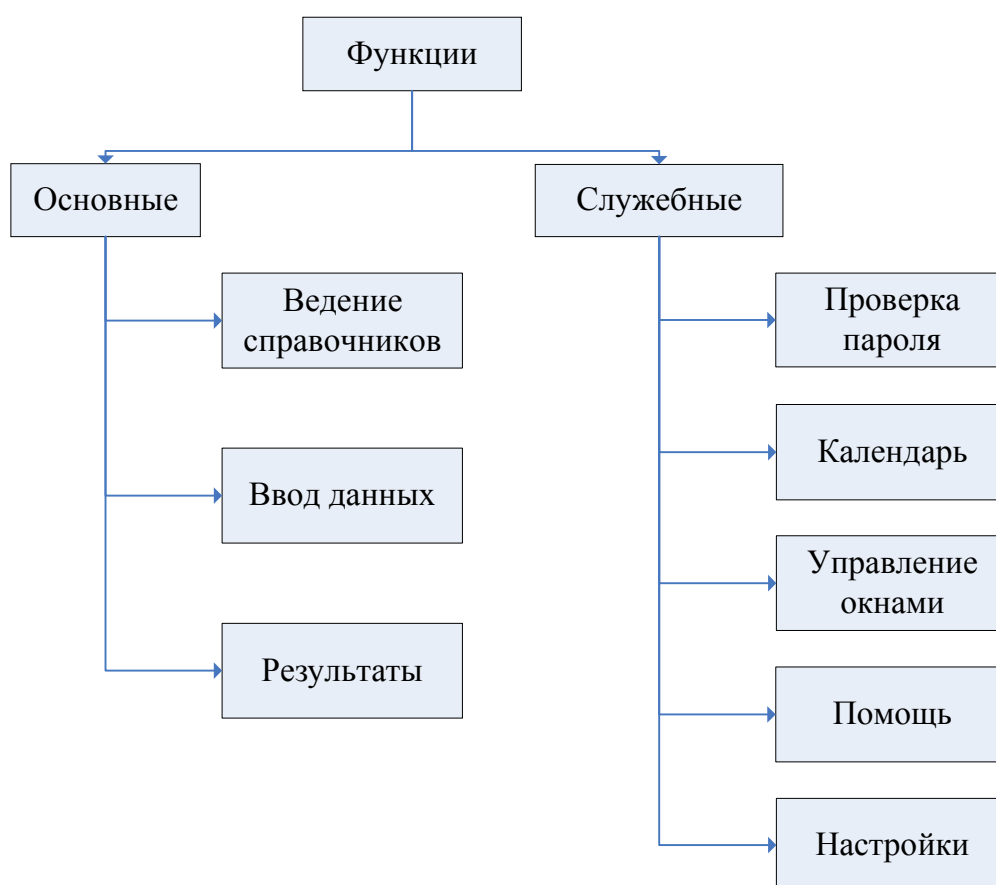 Функции
Основные
Служебные
Ведение
справочников
Ввод данных
Результаты
Проверка
пароля
Календарь
Управление
окнами
Помощь
Настройки